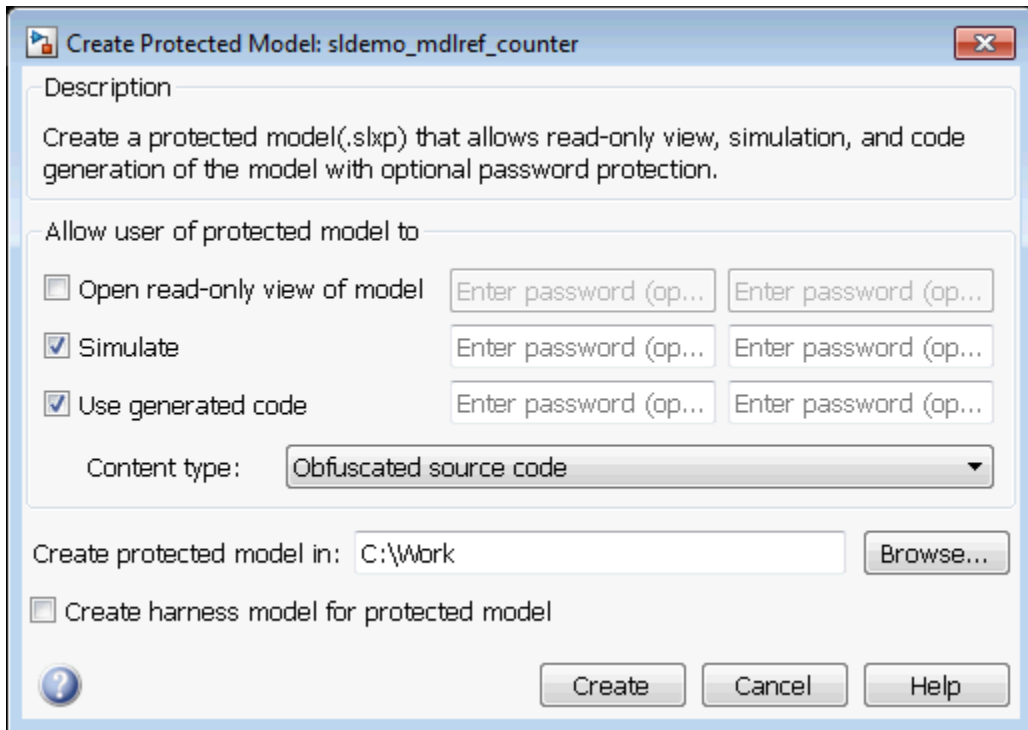 Create Protected Model: sldemo_mdlref_counter
Description
Create a protected model(.slxp) that allows read-only view, simulation, and code
generation of the model with optional password protection.
Allow user of protected model to
Open read-only view of model Enter password (op... Enter password (op...
Simulate Enter password (op... Enter password (op...
Use generated code Enter password (op... Enter password (op...
Content type: Obfuscated source code
Create protected model in: C:\Work Browse...
Create harness model for protected model
? Create Cancel Help